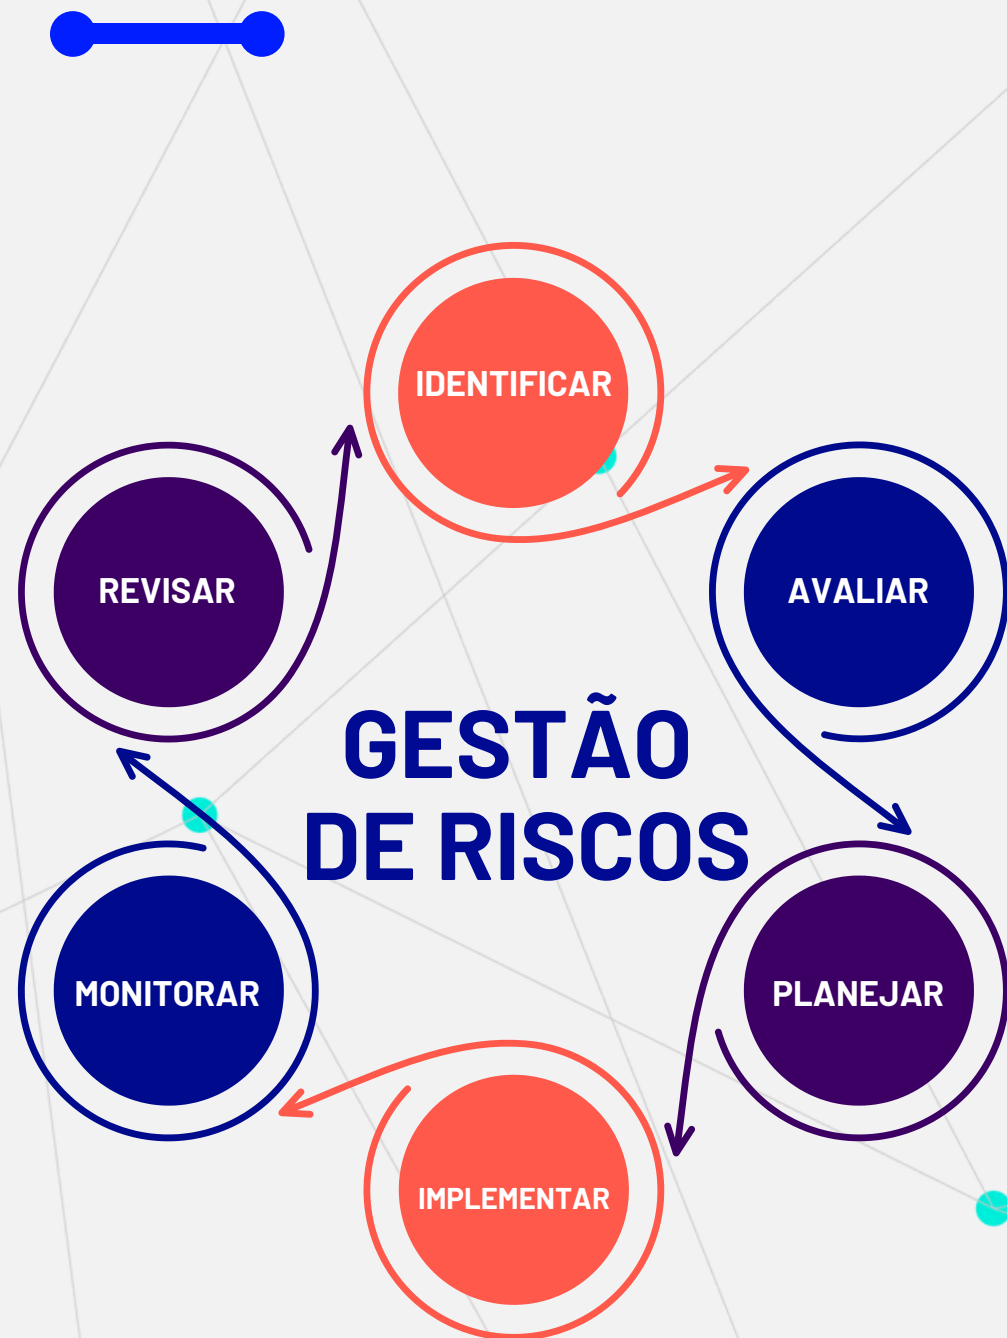 IDENTIFICAR
REVISAR
AVALIAR
GESTÃO
DE RISCOS
MONITORAR
PLANEJAR
IMPLEMENTAR